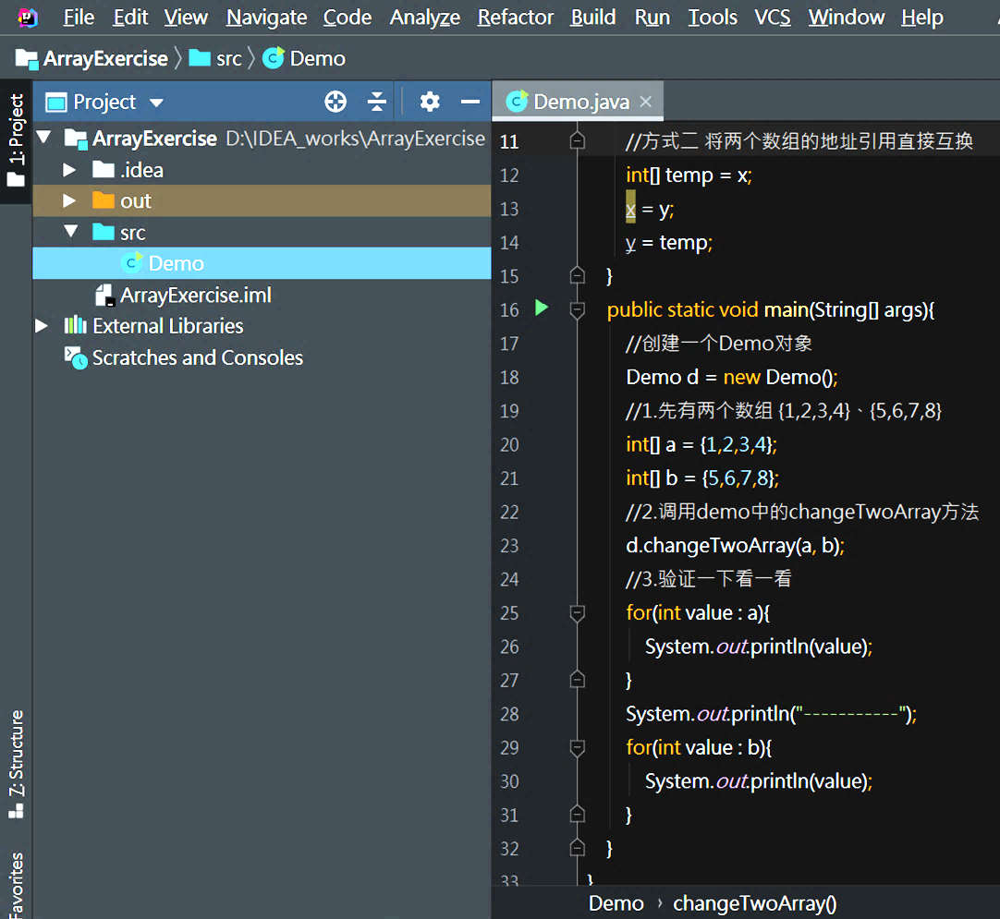 File Edit View Navigate Code Analyze Refactor Build Run Tools VCS Window Help
ArrayExercise src Demo
1: Project
Project
ArrayExercise D:\IDEA_works\ArrayExercise
.idea
out
src
Demo
ArrayExercise.iml
External Libraries
Scratches and Consoles
Z: Structure
Favorites
Demo.java
11 //方式二 将两个数组的地址引用直接互换
12 int[] temp = x;
13 x = y;
14 y = temp;
15 }
16 public static void main(String[] args){
17 //创建一个Demo对象
18 Demo d = new Demo();
19 //1.先有两个数组 {1,2,3,4}、{5,6,7,8}
20 int[] a = {1,2,3,4};
21 int[] b = {5,6,7,8};
22 //2.调用demo中的changeTwoArray方法
23 d.changeTwoArray(a, b);
24 //3.验证一下看一看
25 for(int value : a){
26 System.out.println(value);
27 }
28 System.out.println("-----------");
29 for(int value : b){
30 System.out.println(value);
31 }
32 }
33 }
Demo › changeTwoArray()